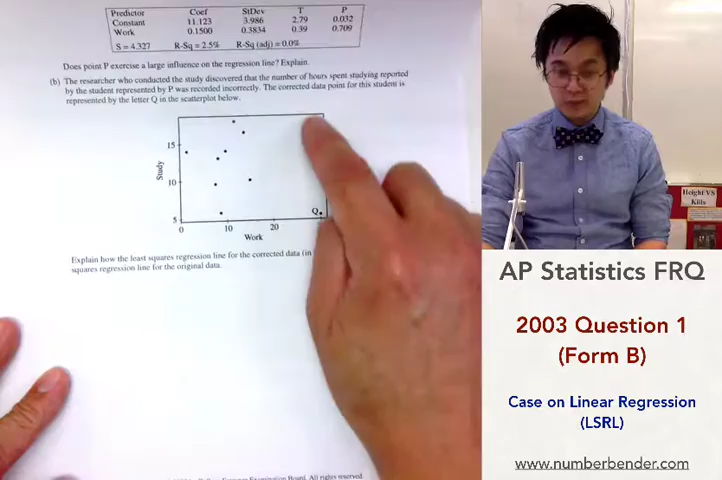 Predictor Coef StDev T P
Constant 11.123 3.986 2.79 0.032
Work 0.1500 0.3834 0.39 0.709
S = 4.327 R-Sq = 2.5% R-Sq (adj) = 0.0%
Does point P exercise a large influence on the regression line? Explain.
(b) The researcher who conducted the study discovered that the number of hours spent studying reported
by the student represented by P was recorded incorrectly. The corrected data point for this student is
represented by the letter Q in the scatterplot below.
15
Study
10
5
Q
0 10 20
Work
Explain how the least squares regression line for the corrected data (in
squares regression line for the original data.
Examination Board. All rights reserved.
Height VS
Kills
AP Statistics FRQ
2003 Question 1
(Form B)
Case on Linear Regression
(LSRL)
www.numberbender.com